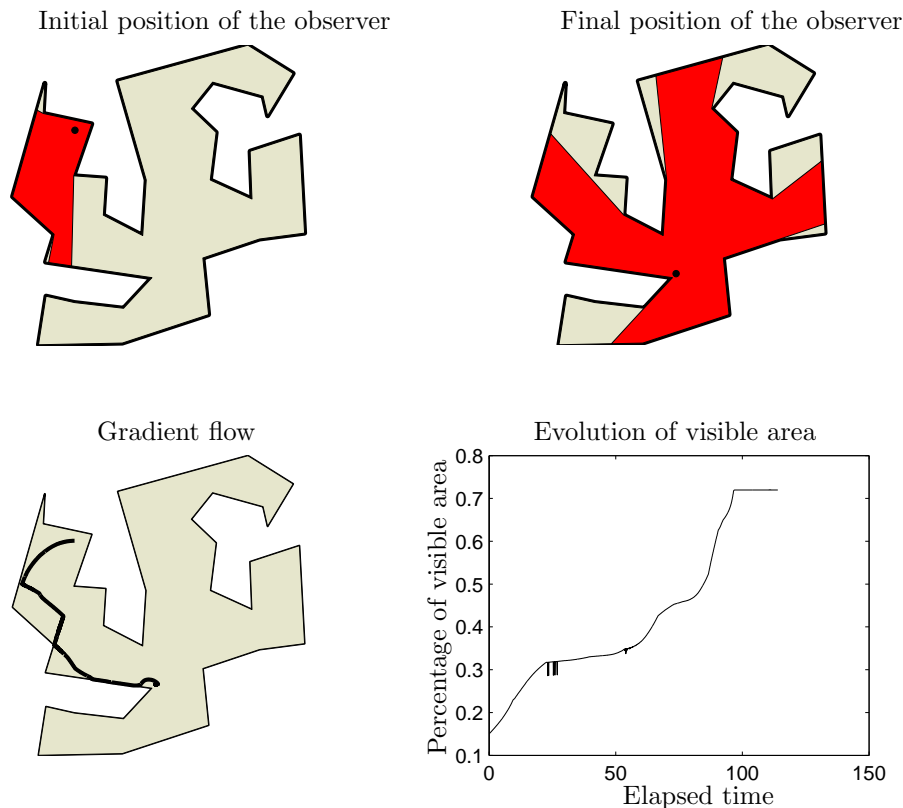 Initial position of the observer
Final position of the observer
Gradient flow
Evolution of visible area
Percentage of visible area
0.8
0.7
0.6
0.5
0.4
0.3
0.2
0.1
0
50
100
150
Elapsed time